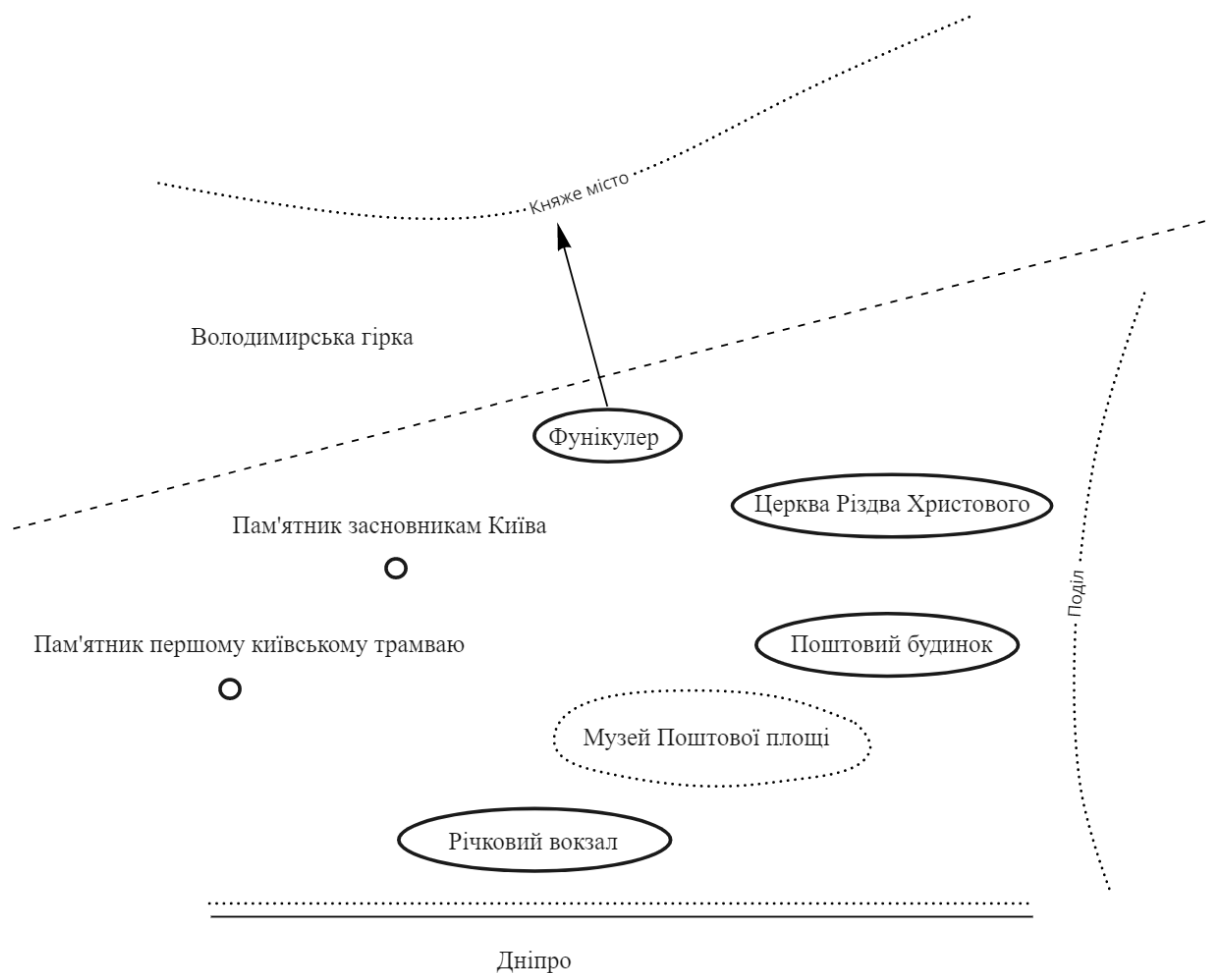 Княже місто
Володимирська гірка
Фунікулер
Церква Різдва Христового
Пам'ятник засновникам Київа
Поділ
Пам'ятник першому київському трамваю
Поштовий будинок
Музей Поштової площі
Річковий вокзал
Дніпро